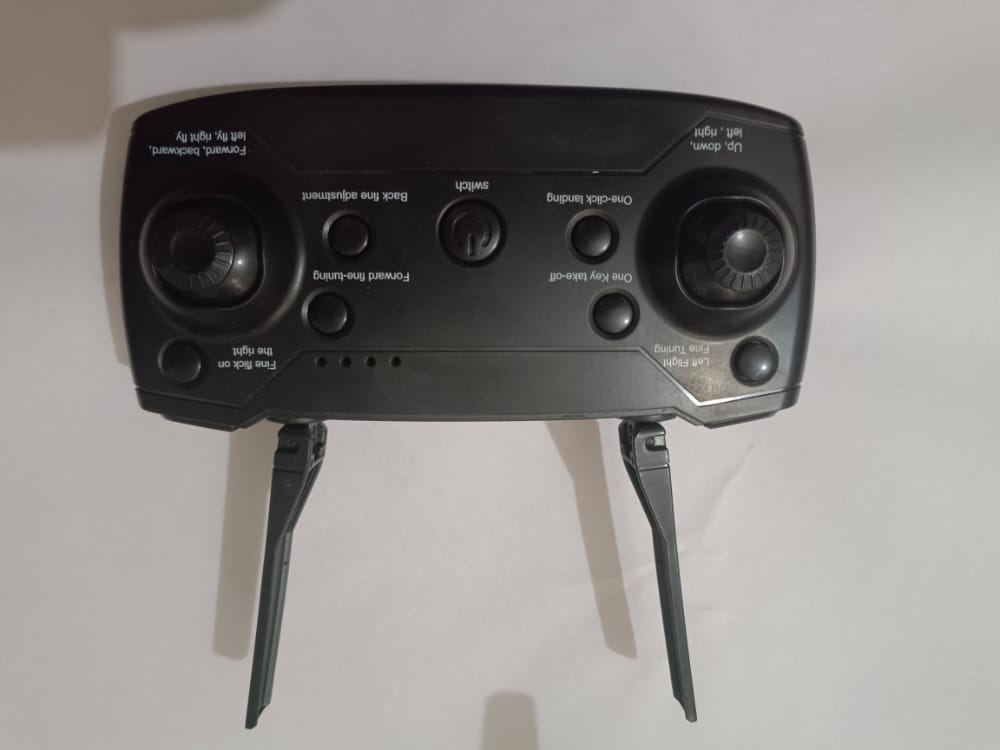 Left Flight
Fine Tuning
Fine flick on
the right
One Key take-off
Forward fine-tuning
One-click landing
switch
Back fine adjustment
Up, down,
left , right
Forward, backward,
left fly, right fly